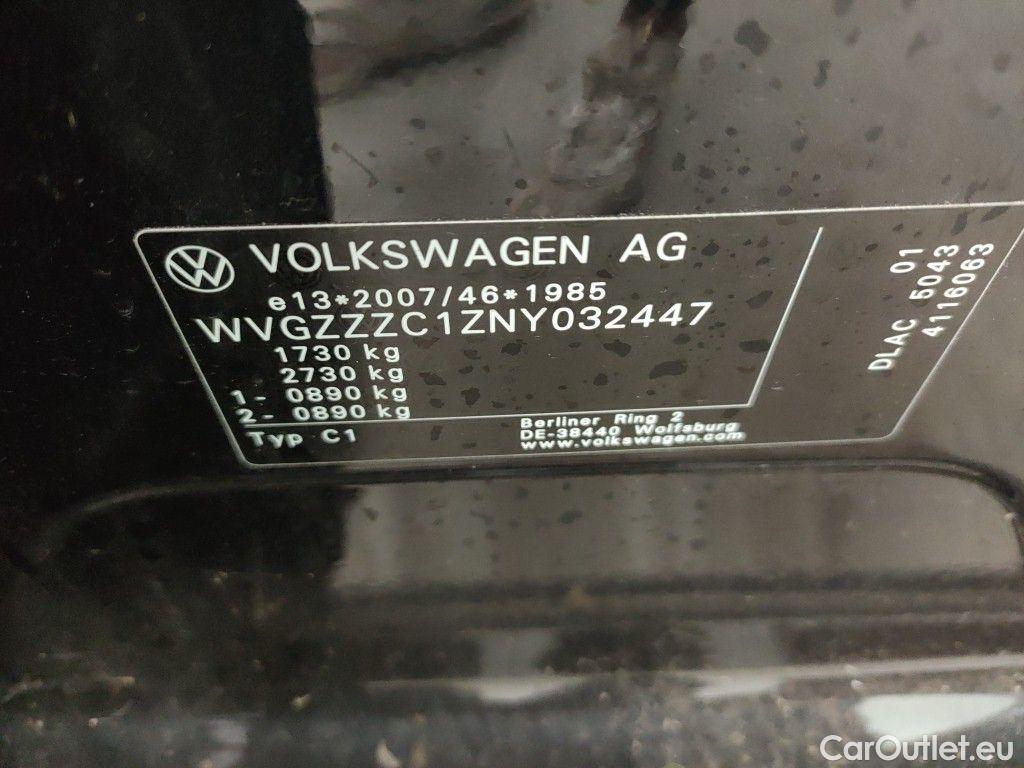 VOLKSWAGEN AG
e13*2007/46*1985
WVGZZZC1ZNY032447
1730 kg
2730 kg
1- 0890 kg
2- 0890 kg
Typ C1
Berliner Ring 2
DE-38440 Wolfsburg
www.volkswagen.com
DLAC 01
5043
4116063
CarOutlet.eu